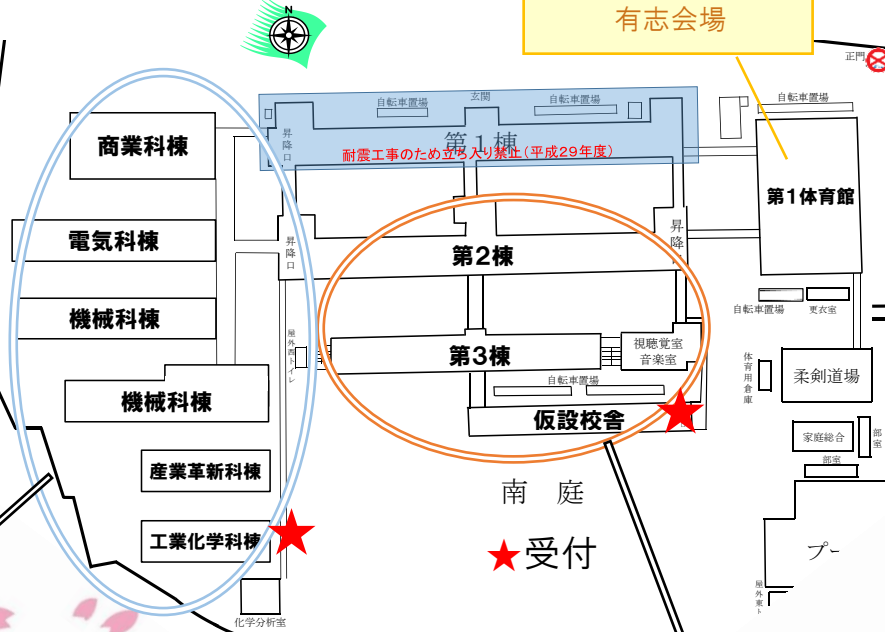 有志会場
N
正門
自転車置場
玄関
自転車置場
自転車置場
商業科棟
昇降口
第1棟
耐震工事のため立ち入り禁止（平成29年度）
第1体育館
電気科棟
昇降口
第2棟
昇降口
機械科棟
自転車置場
更衣室
屋外西トイレ
第3棟
視聴覚室
音楽室
体育用倉庫
柔剣道場
機械科棟
自転車置場
仮設校舎
家庭総合
部室
部室
産業革新科棟
南 庭
工業化学科棟
★受付
プー
屋外東ト
化学分析室